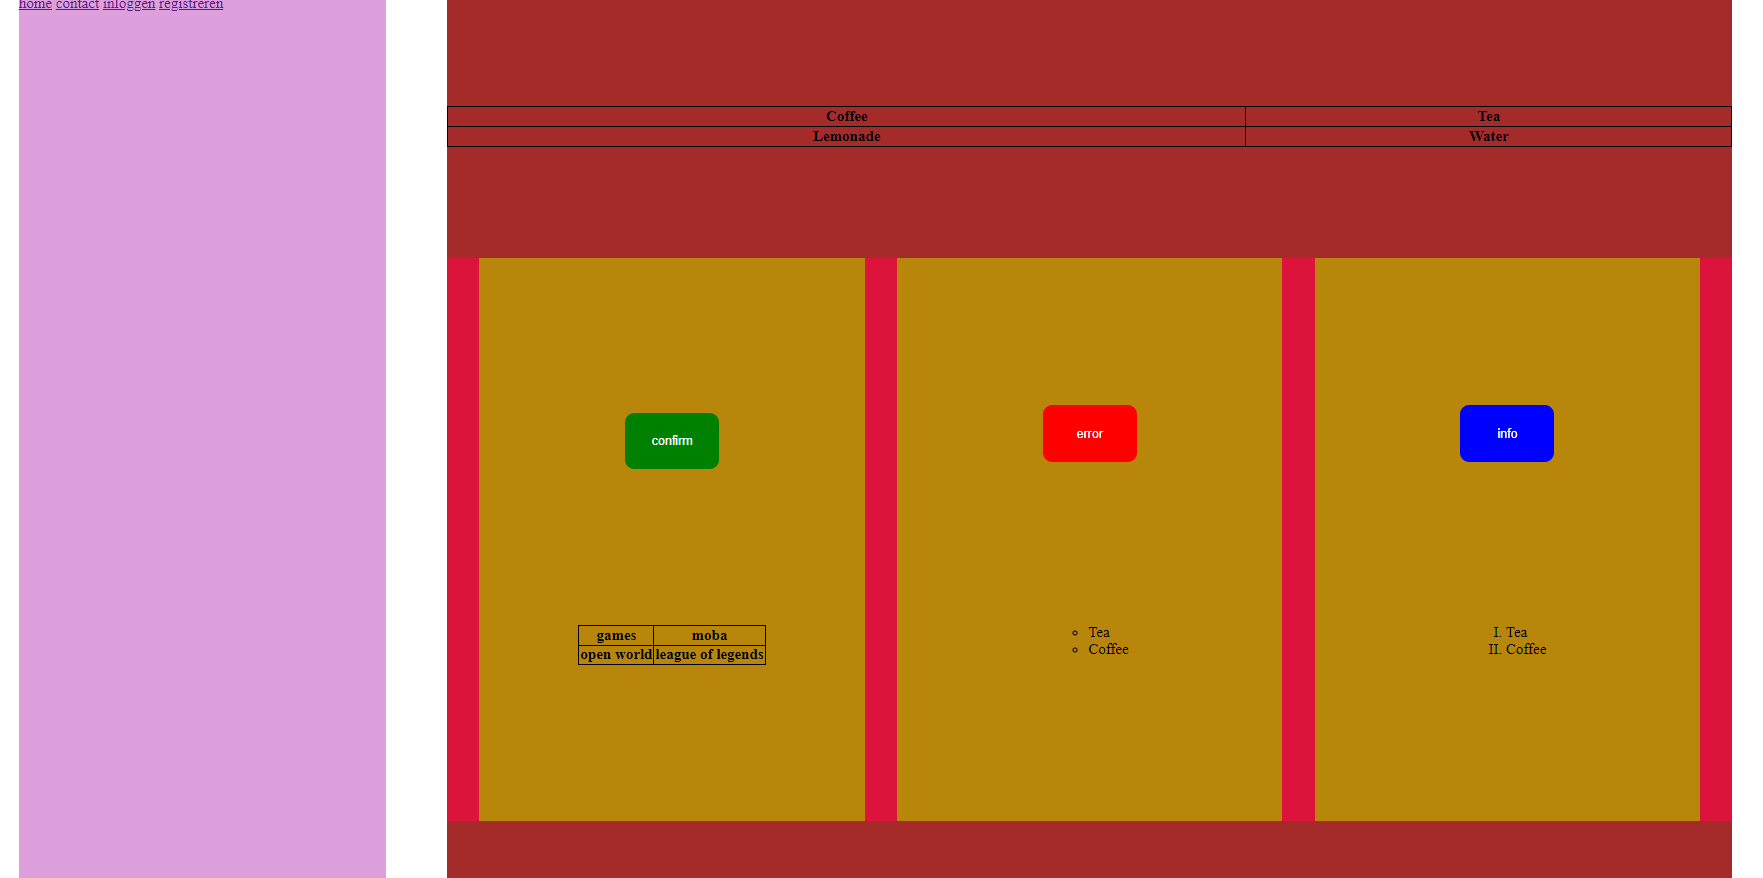 home contact inloggen registreren
Coffee Tea
Lemonade Water
confirm
error
info
games moba
open world league of legends
Tea
Coffee
I. Tea
II. Coffee